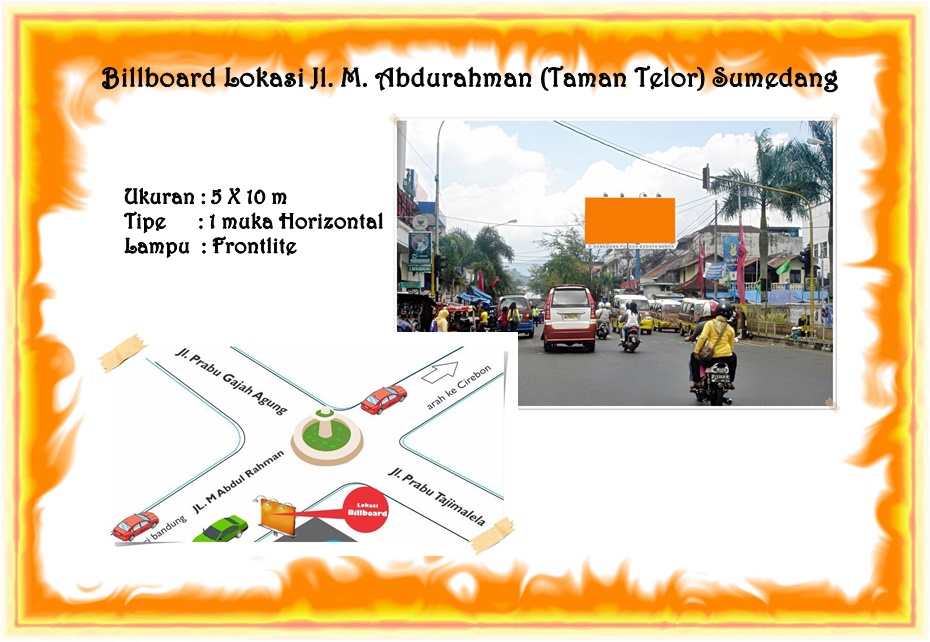 Billboard Lokasi Jl. M. Abdurahman (Taman Telor) Sumedang
Ukuran : 5 X 10 m
Tipe : 1 muka Horizontal
Lampu : Frontlite
Jl. Prabu Gajah Agung
arah ke Cirebon
JL. M Abdul Rahman
Jl. Prabu Tajimalela
Lokasi
Billboard
ri bandung